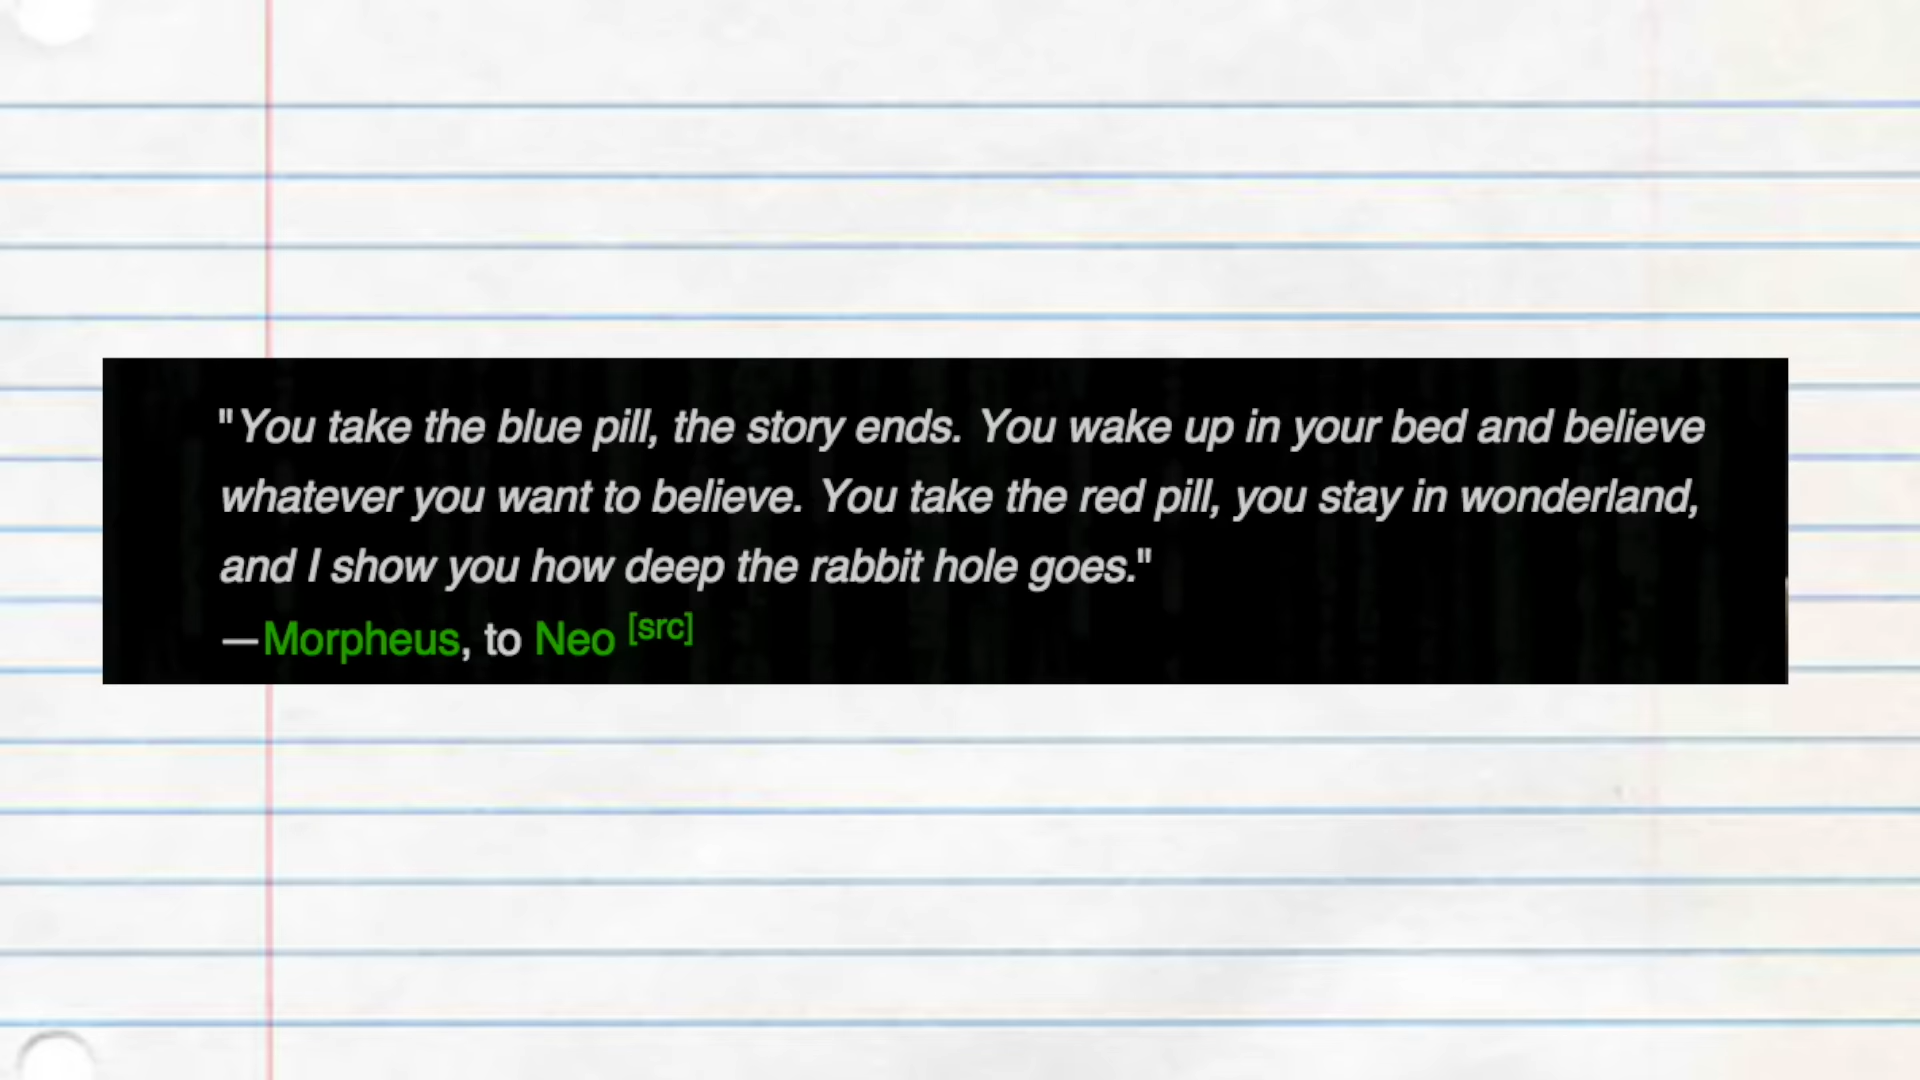 "You take the blue pill, the story ends. You wake up in your bed and believe
whatever you want to believe. You take the red pill, you stay in wonderland,
and I show you how deep the rabbit hole goes."
—Morpheus, to Neo [src]